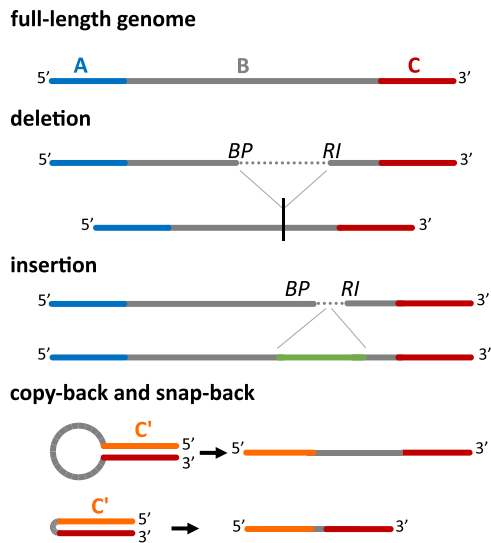 full-length genome
A B C
5’ 3’
deletion
BP RI
5’ 3’
5’ 3’
insertion
BP RI
5’ 3’
5’ 3’
copy-back and snap-back
C'
5’ 5’ 3’
3’
C'
5’ 5’ 3’
3’